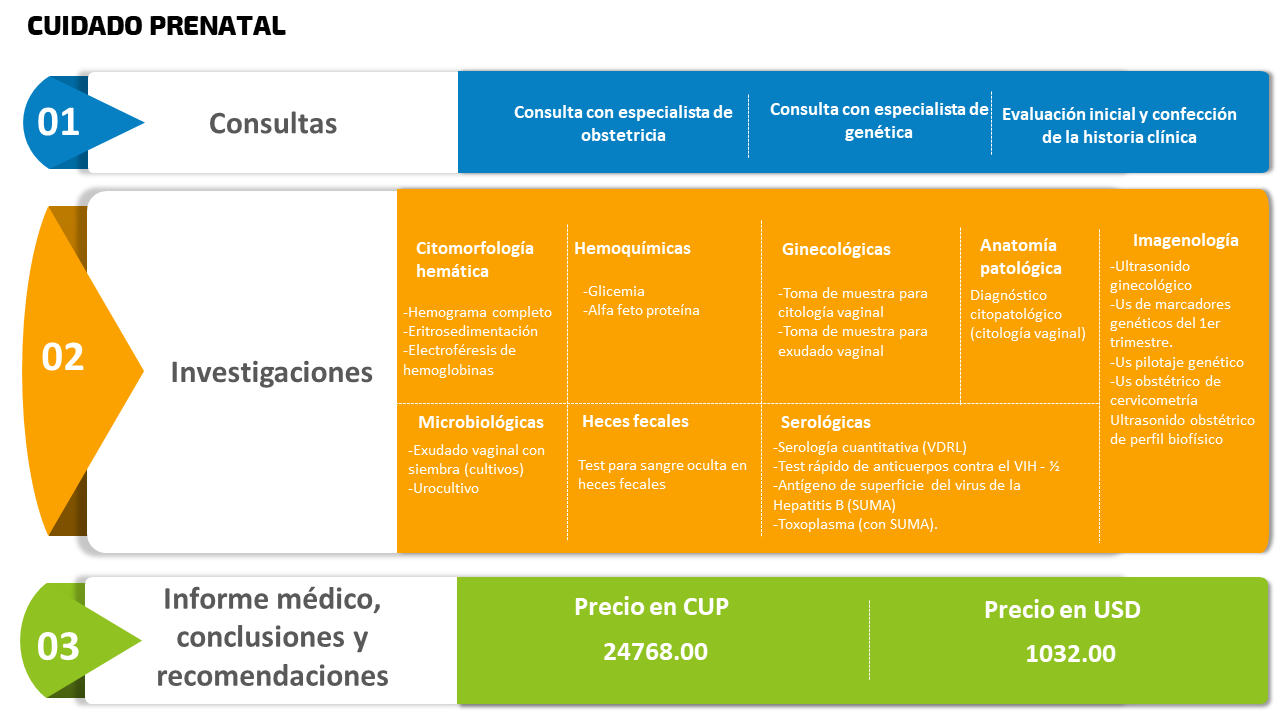 CUIDADO PRENATAL
01
Consultas
Consulta con especialista de
obstetricia
Consulta con especialista de
genética
Evaluación inicial y confección
de la historia clínica
02
Investigaciones
Citomorfología
hemática
-Hemograma completo
-Eritrosedimentación
-Electroféresis de
hemoglobinas
Hemoquímicas
-Glicemia
-Alfa feto proteína
Ginecológicas
-Toma de muestra para
citología vaginal
-Toma de muestra para
exudado vaginal
Anatomía
patológica
Diagnóstico
citopatológico
(citología vaginal)
Imagenología
-Ultrasonido
ginecológico
-Us de marcadores
genéticos del 1er
trimestre.
-Us pilotaje genético
-Us obstétrico de
cervicometría
Ultrasonido obstétrico
de perfil biofísico
Microbiológicas
-Exudado vaginal con
siembra (cultivos)
-Urocultivo
Heces fecales
Test para sangre oculta en
heces fecales
Serológicas
-Serología cuantitativa (VDRL)
-Test rápido de anticuerpos contra el VIH - ½
-Antígeno de superficie del virus de la
Hepatitis B (SUMA)
-Toxoplasma (con SUMA).
03
Informe médico,
conclusiones y
recomendaciones
Precio en CUP
24768.00
Precio en USD
1032.00